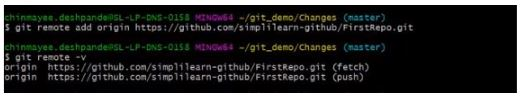 chinmayee.deshpande@SL-LP-DNS-0158 MINGW64 ~/git_demo/Changes (master)
$ git remote add origin https://github.com/simplilearn-github/FirstRepo.git
chinmayee.deshpande@SL-LP-DNS-0158 MINGW64 ~/git_demo/Changes (master)
$ git remote -v
origin  https://github.com/simplilearn-github/FirstRepo.git (fetch)
origin  https://github.com/simplilearn-github/FirstRepo.git (push)